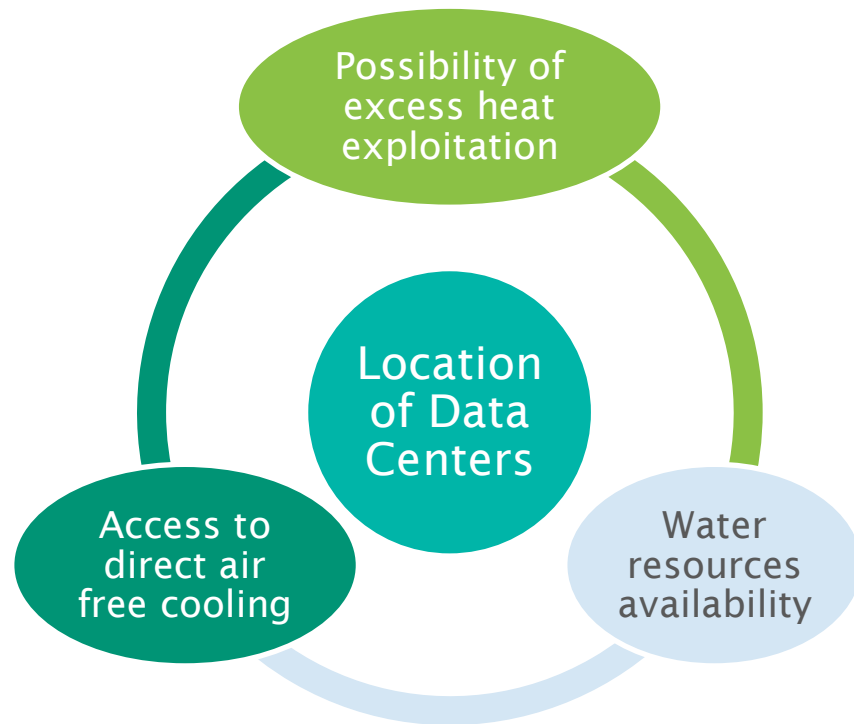 Possibility of
excess heat
exploitation
Location
of Data
Centers
Access to
direct air
free cooling
Water
resources
availability